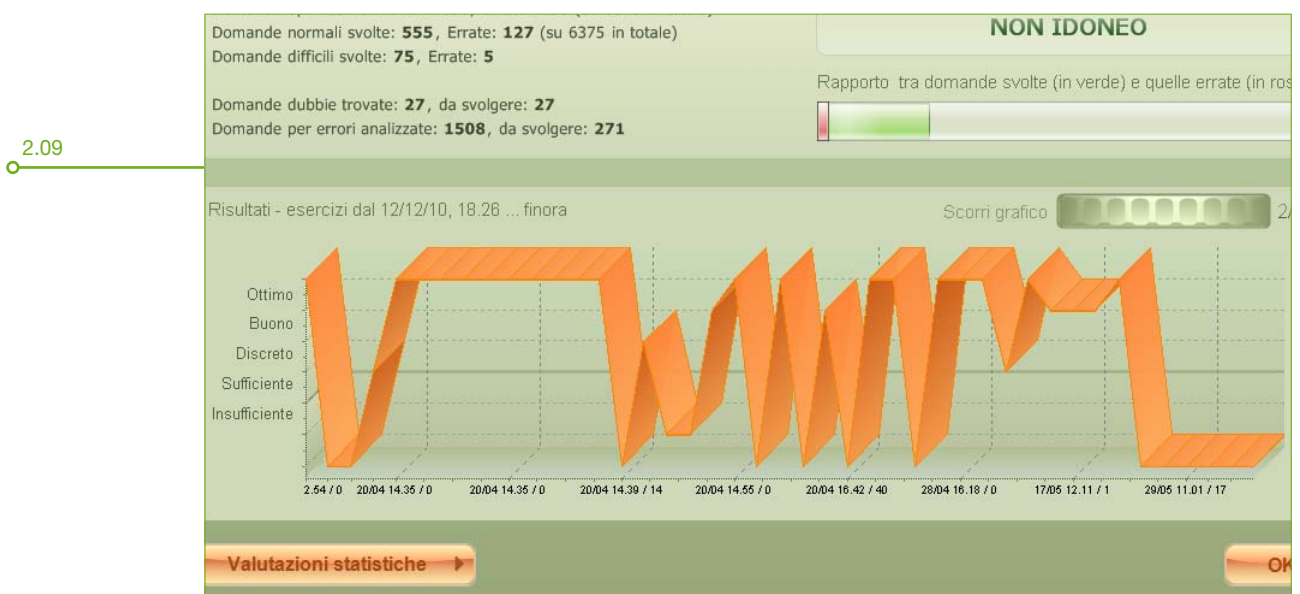 Domande normali svolte: 555, Errate: 127 (su 6375 in totale)
NON IDONEO
Domande difficili svolte: 75, Errate: 5
Rapporto tra domande svolte (in verde) e quelle errate (in ros
Domande dubbie trovate: 27, da svolgere: 27
Domande per errori analizzate: 1508, da svolgere: 271
2.09
Risultati - esercizi dal 12/12/10, 18.26 ... finora
Scorri grafico 2/
Ottimo
Buono
Discreto
Sufficiente
Insufficiente
2.54 / 0 20/04 14.35 / 0 20/04 14.35 / 0 20/04 14.39 / 14 20/04 14.55 / 0 20/04 16.42 / 40 28/04 16.18 / 0 17/05 12.11 / 1 29/05 11.01 / 17
Valutazioni statistiche
OK